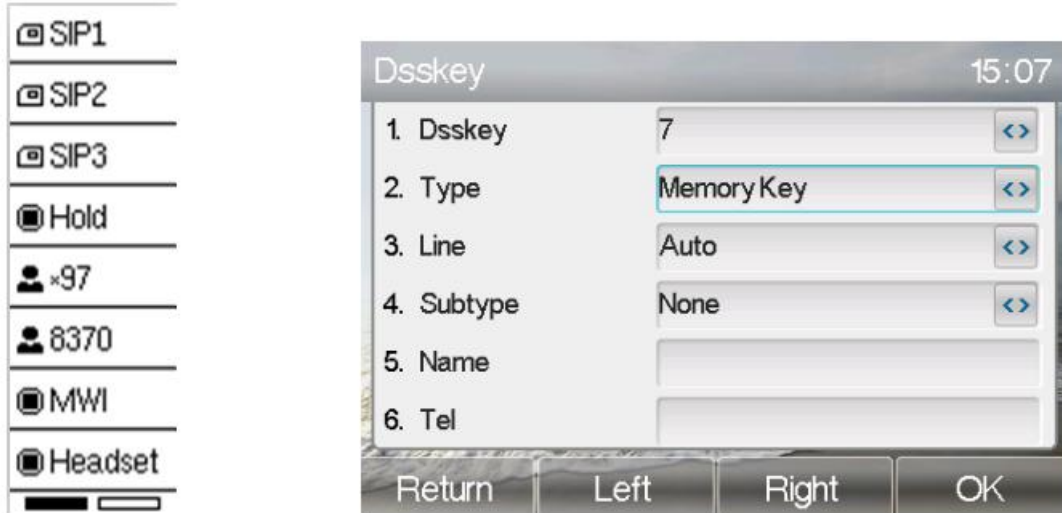 SIP1
SIP2
SIP3
Hold
×97
8370
MWI
Headset
Dsskey 15:07
1. Dsskey 7
2. Type Memory Key
3. Line Auto
4. Subtype None
5. Name
6. Tel
Return Left Right OK